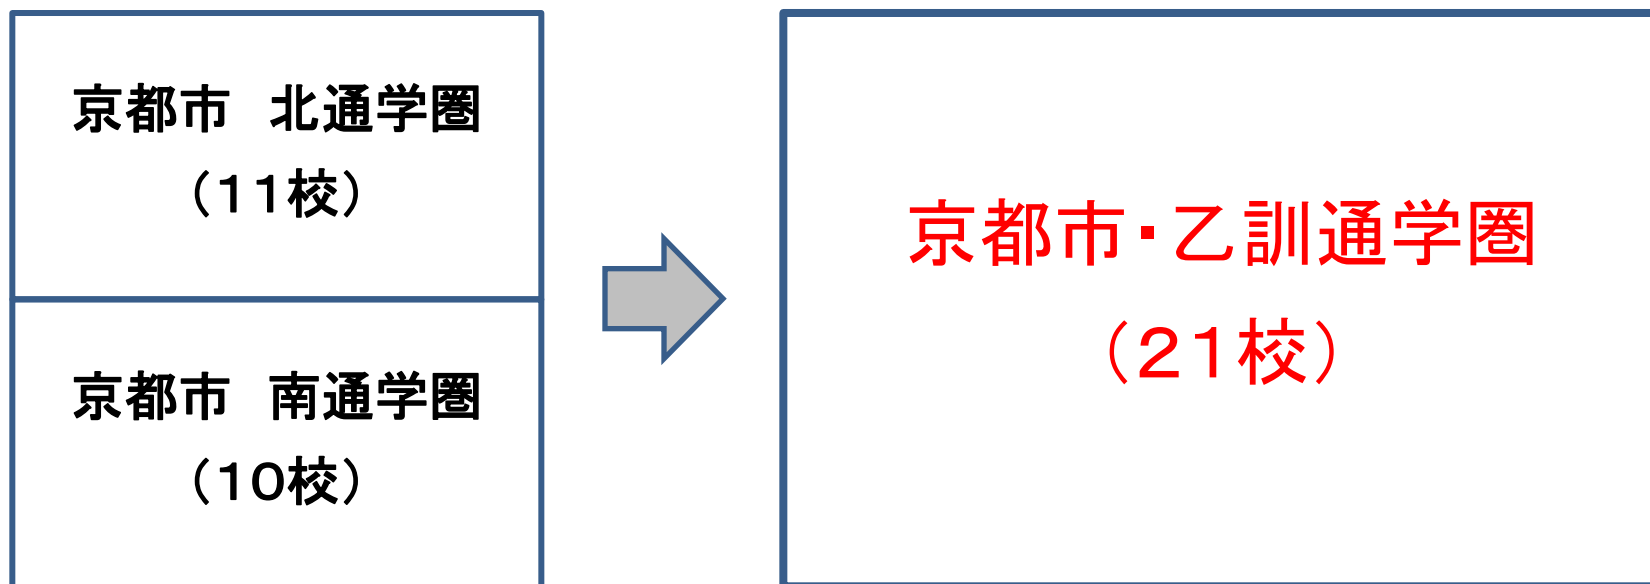 京都市　北通学圏
（１１校）
京都市　南通学圏
（１０校）
京都市・乙訓通学圏
（２１校）